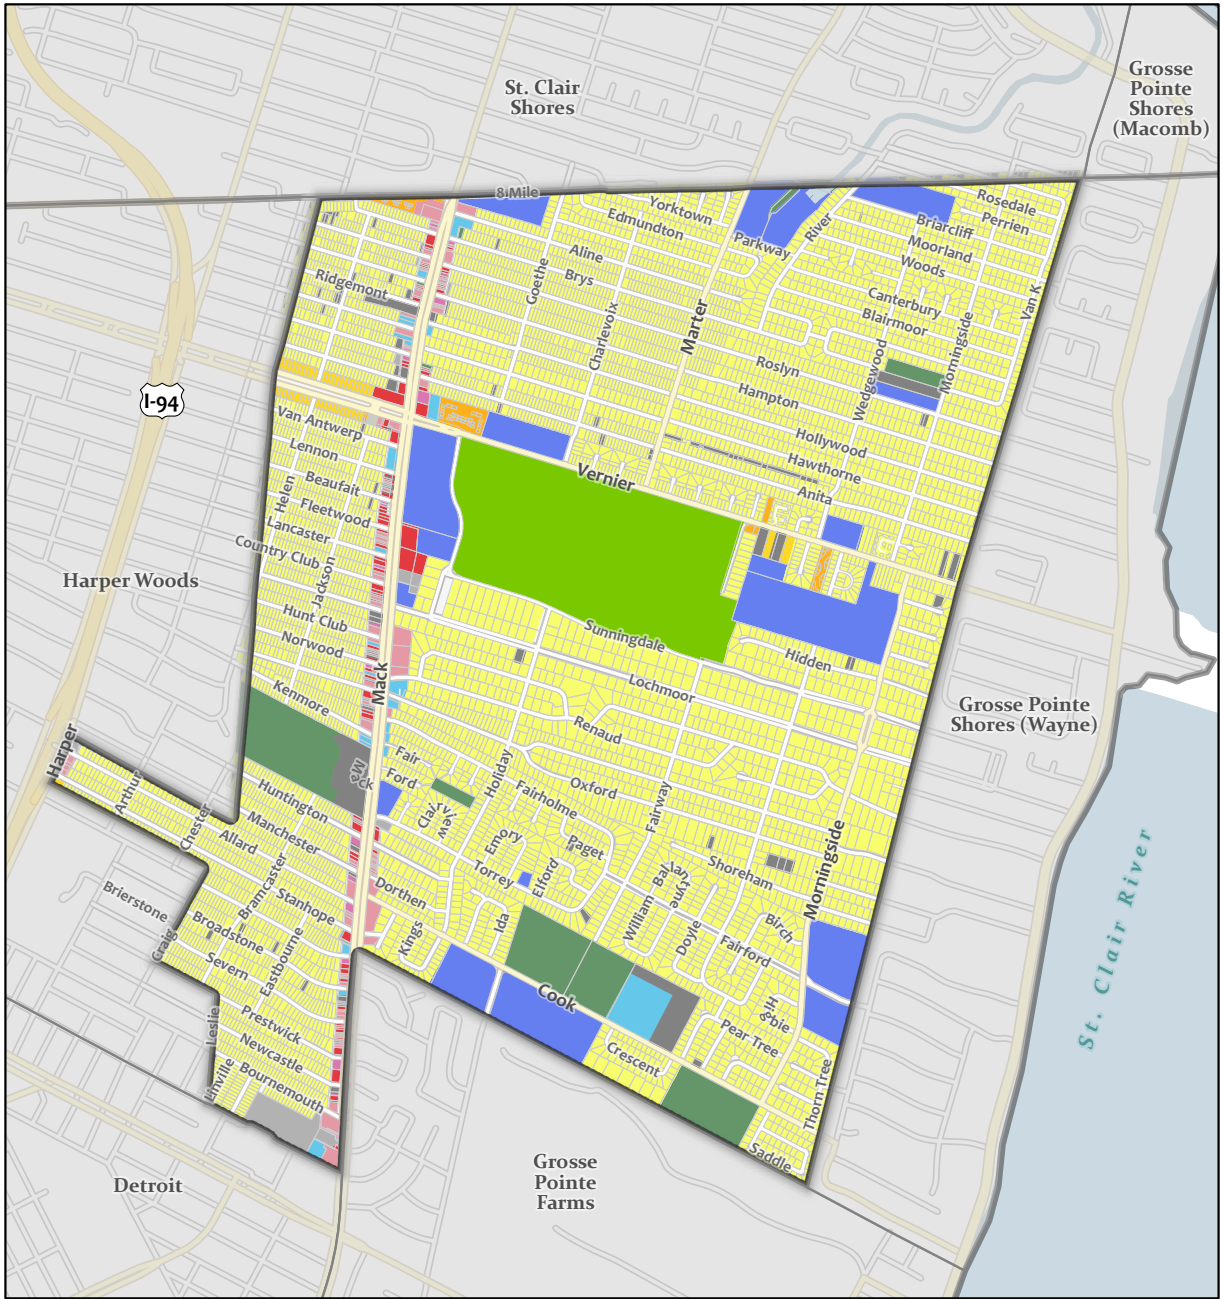 St. Clair
Shores
Grosse
Pointe
Shores
(Macomb)
8 Mile
Yorktown
Edmundton
Parkway
River
Rosedale
Perrien
Briarcliff
Moorland
Woods
Aline
Brys
Goethe
Ridgemont
Charlevoix
Marter
Canterbury
Blairmoor
Van K
Morningside
Wedgewood
Roslyn
Hampton
I-94
Van Antwerp
Lennon
Beaufait
Helen
Fleetwood
Lancaster
Country Club
Jackson
Vernier
Hollywood
Hawthorne
Anita
Harper Woods
Hunt Club
Norwood
Sunningdale
Hidden
Mack
Lochmoor
Kenmore
Renaud
Grosse Pointe
Shores (Wayne)
Harper
Mack
Fair
Ford
Clairview
Holiday
Oxford
Fairholme
Fairway
Arthur
Chester
Huntington
Manchester
Allard
Emory
Paget
Torrey
Elford
Shoreham
Ballantyne
Morningside
Brierstone
Bramcaster
Stanhope
Dorthen
Kings
Ida
William
Doyle
Birch
Fairford
Craig
Broadstone
Severn
Eastbourne
Cook
Higbie
Pear Tree
Leslie
Prestwick
Newcastle
Bournemouth
Linville
Crescent
Thorn Tree
Saddle
St. Clair River
Detroit
Grosse
Pointe
Farms